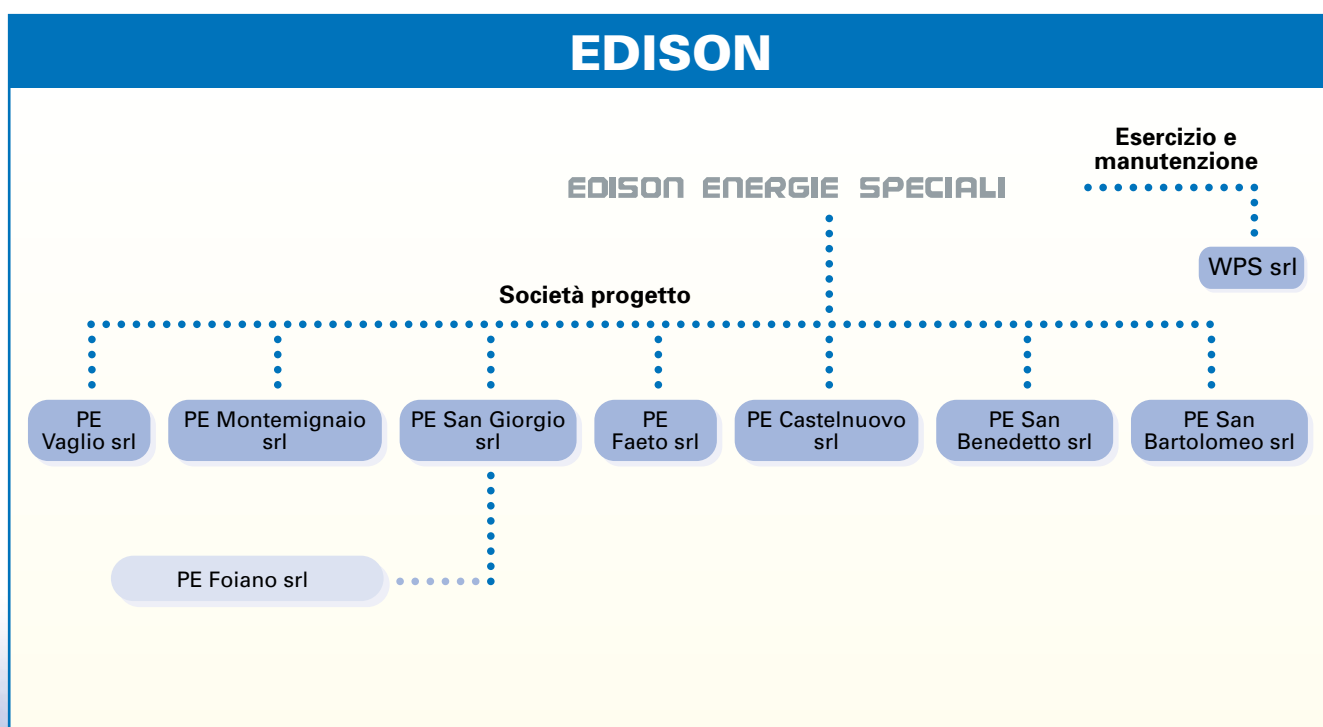 EDISON
Esercizio e
manutenzione
EDISON ENERGIE SPECIALI
WPS srl
Società progetto
PE
Vaglio srl
PE Montemignaio
srl
PE San Giorgio
srl
PE
Faeto srl
PE Castelnuovo
srl
PE San
Benedetto srl
PE San
Bartolomeo srl
PE Foiano srl